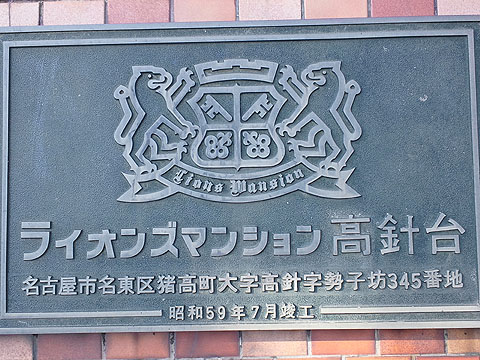 Lions Mansion
ライオンズマンション高針台
名古屋市名東区猪高町大字高針字勢子坊345番地
昭和59年7月竣工